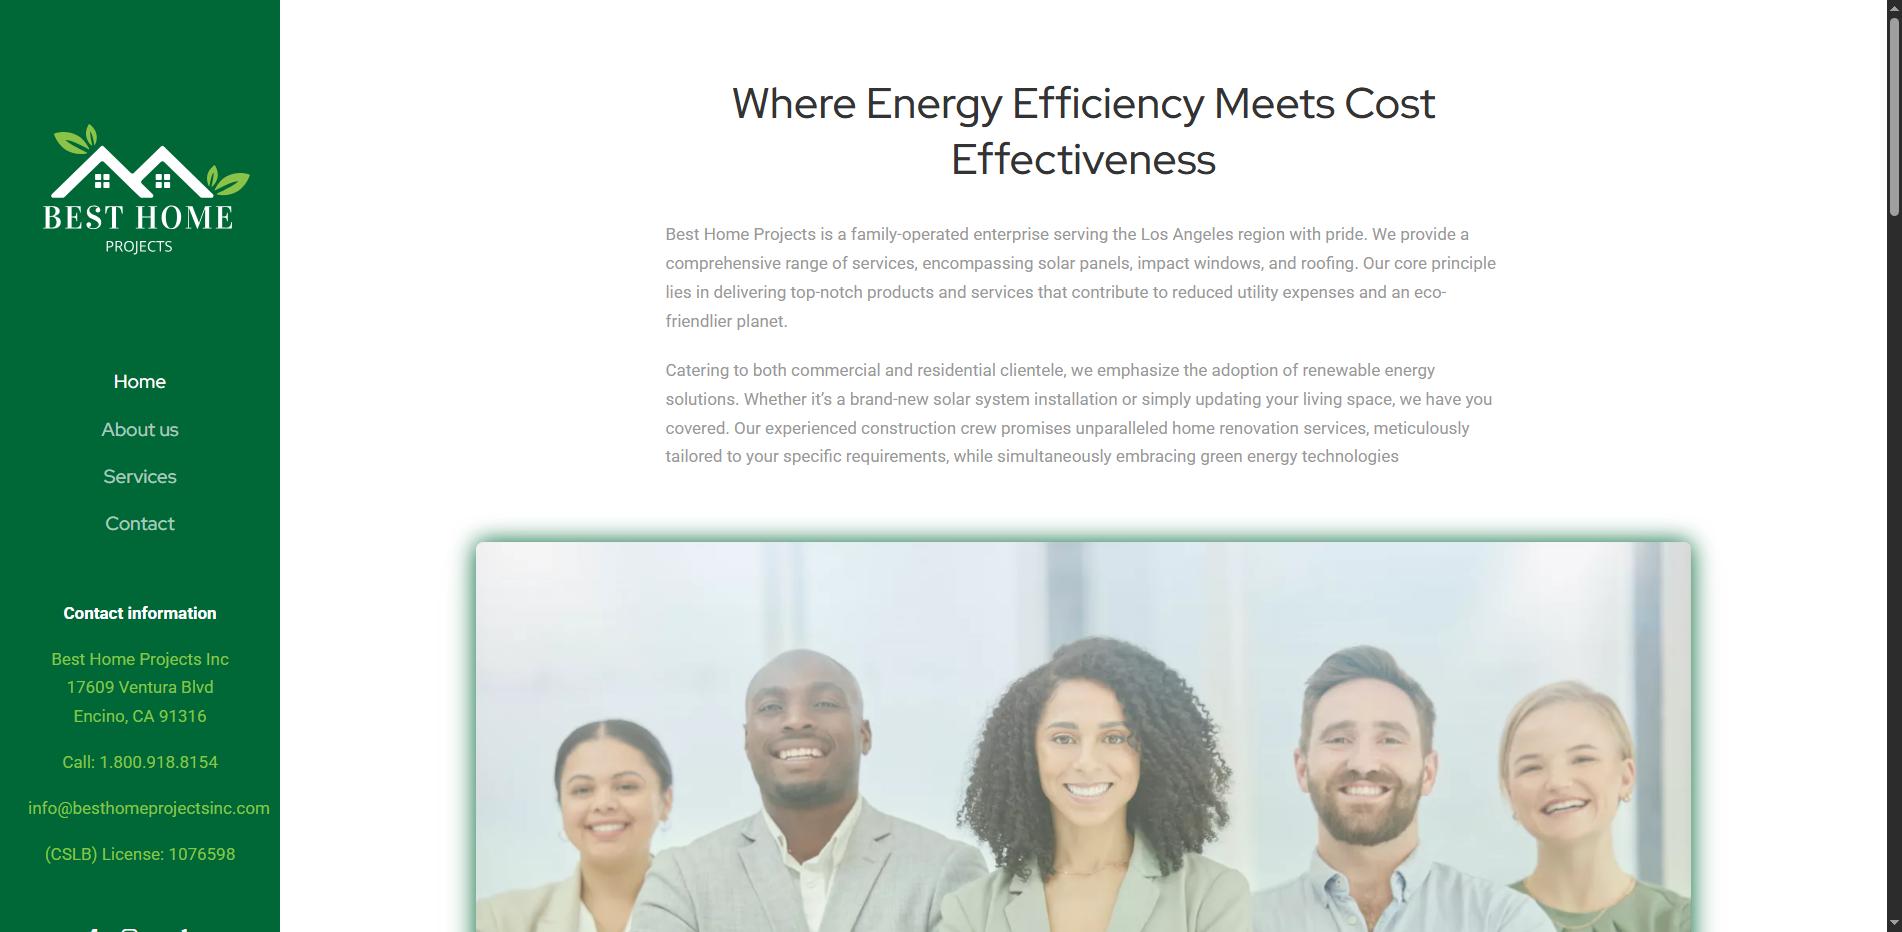 BEST HOME
PROJECTS
Home
About us
Services
Contact
Contact information
Best Home Projects Inc
17609 Ventura Blvd
Encino, CA 91316
Call: 1.800.918.8154
info@besthomeprojectsinc.com
(CSLB) License: 1076598
Where Energy Efficiency Meets Cost
Effectiveness
Best Home Projects is a family-operated enterprise serving the Los Angeles region with pride. We provide a
comprehensive range of services, encompassing solar panels, impact windows, and roofing. Our core principle
lies in delivering top-notch products and services that contribute to reduced utility expenses and an eco-
friendlier planet.
Catering to both commercial and residential clientele, we emphasize the adoption of renewable energy
solutions. Whether it’s a brand-new solar system installation or simply updating your living space, we have you
covered. Our experienced construction crew promises unparalleled home renovation services, meticulously
tailored to your specific requirements, while simultaneously embracing green energy technologies